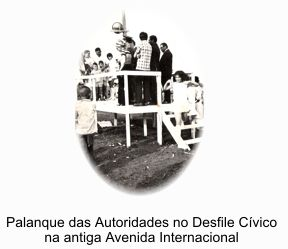 Palanque das Autoridades no Desfile Cívico
na antiga Avenida Internacional